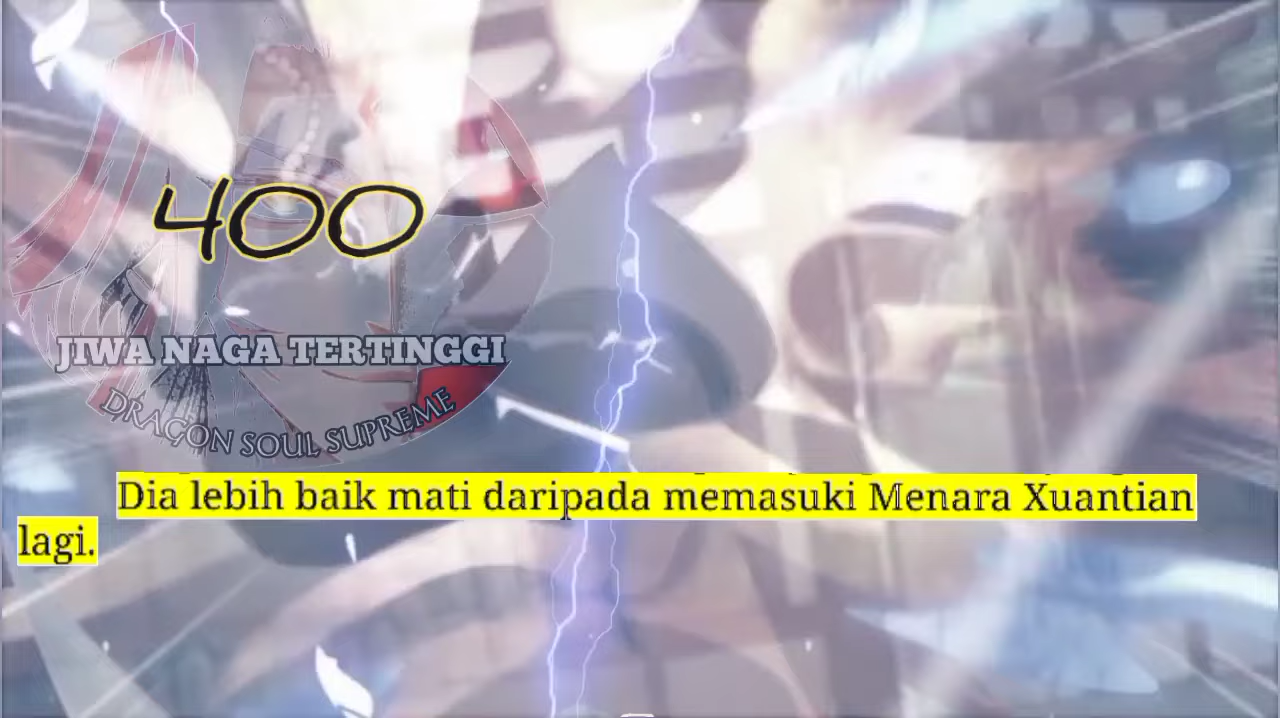 400
JIWA NAGA TERTINGGI
DRAGON SOUL SUPREME
Dia lebih baik mati daripada memasuki Menara Xuantian
lagi.